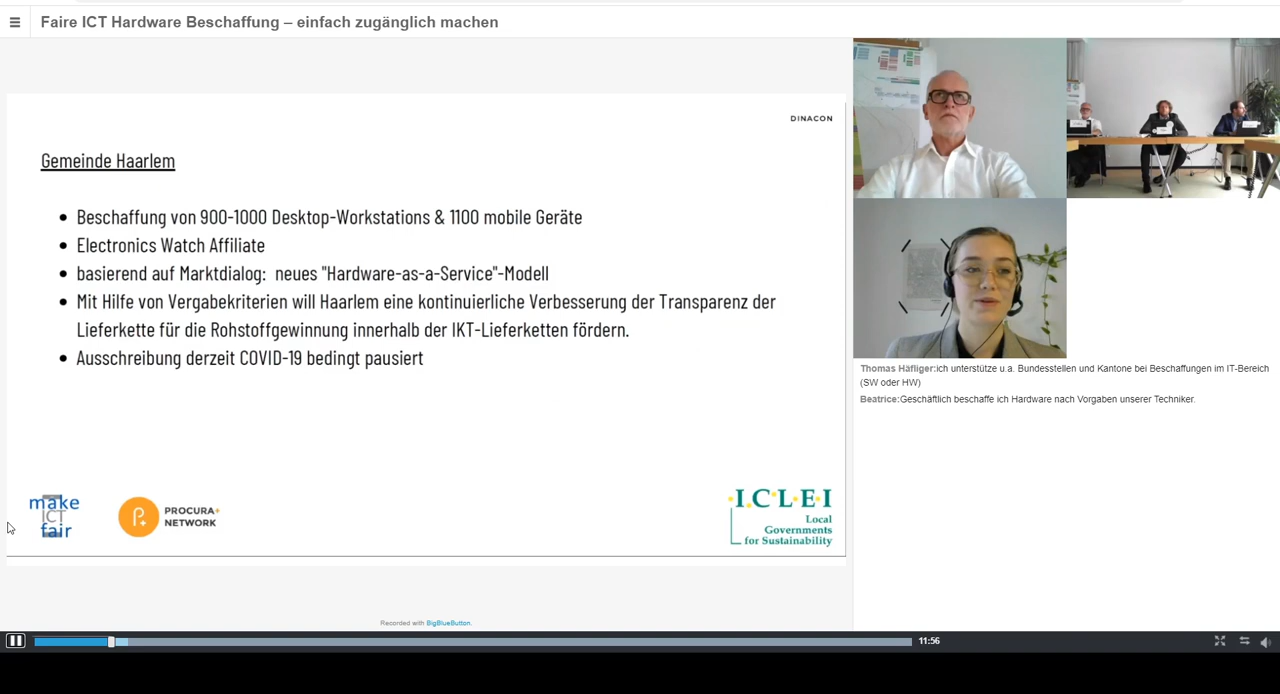 Faire ICT Hardware Beschaffung – einfach zugänglich machen
DINACON
Gemeinde Haarlem
Beschaffung von 900-1000 Desktop-Workstations & 1100 mobile Geräte
Electronics Watch Affiliate
basierend auf Marktdialog: neues "Hardware-as-a-Service"-Modell
Mit Hilfe von Vergabekriterien will Haarlem eine kontinuierliche Verbesserung der Transparenz der
Lieferkette für die Rohstoffgewinnung innerhalb der IKT-Lieferketten fördern.
Ausschreibung derzeit COVID-19 bedingt pausiert
make
ICT
fair
PROCURA+
NETWORK
I.C.L.E.I
Local
Governments
for Sustainability
Thomas Häfliger:ich unterstütze u.a. Bundesstellen und Kantone bei Beschaffungen im IT-Bereich
(SW oder HW)
Beatrice:Geschäftlich beschaffe ich Hardware nach Vorgaben unserer Techniker.
Recorded with BigBlueButton.
11:56